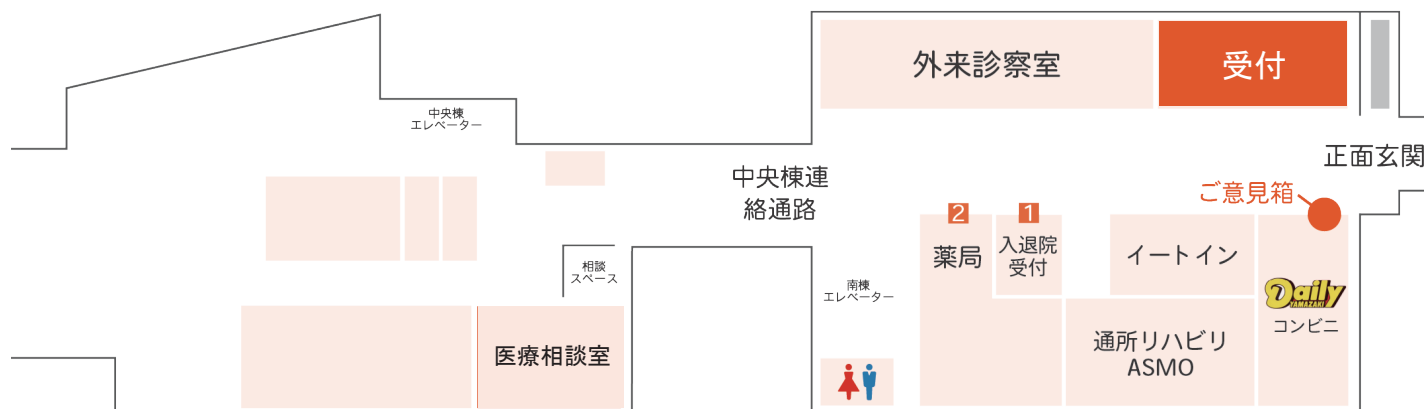 外来診察室
受付
中央棟
エレベーター
正面玄関
中央棟連
絡通路
ご意見箱
2
1
薬局
入退院
受付
イートイン
相談
スペース
南棟
エレベーター
Daily
YAMAZAKI
コンビニ
通所リハビリ
ASMO
医療相談室